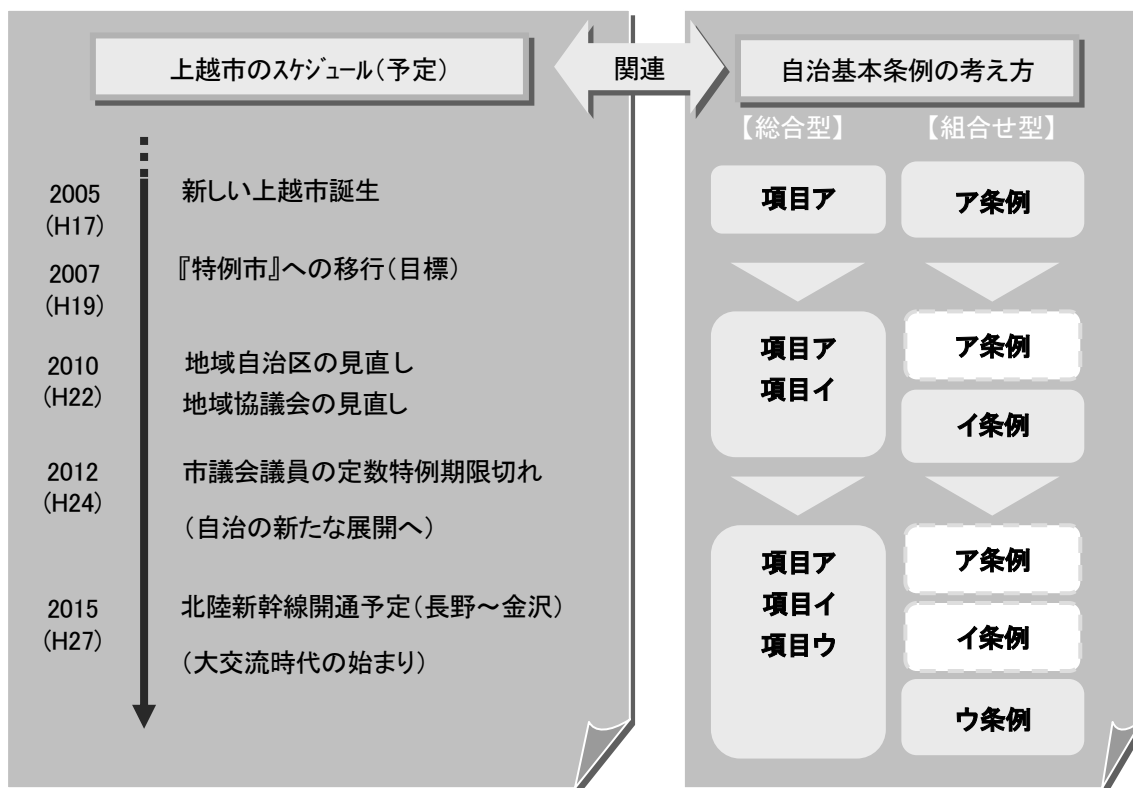 上越市のｽｹｼﾞｭｰﾙ（予定）
2005
（H17）
新しい上越市誕生
2007
（H19）
『特例市』への移行（目標）
2010
（H22）
地域自治区の見直し
地域協議会の見直し
2012
（H24）
市議会議員の定数特例期限切れ
（自治の新たな展開へ）
2015
（H27）
北陸新幹線開通予定（長野～金沢）
（大交流時代の始まり）
関連
自治基本条例の考え方
【総合型】
【組合せ型】
項目ア
ア条例
項目ア
項目イ
ア条例
イ条例
項目ア
項目イ
項目ウ
ア条例
イ条例
ウ条例